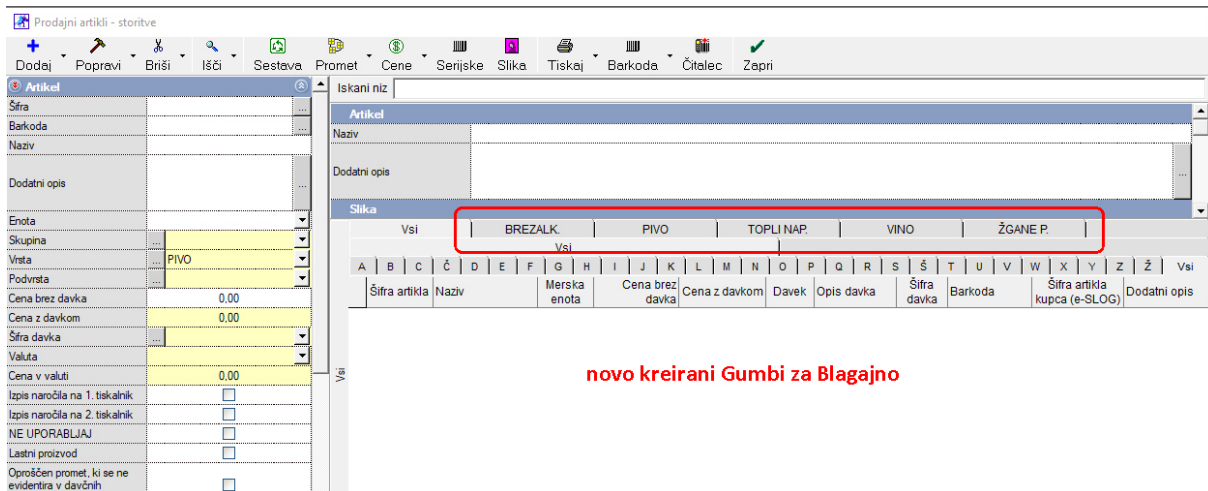 Prodajni artikli - storitve
Dodaj Popravi Briši Išči Sestava Promet Cene Serijske Slika Tiskaj Barkoda Čitalec Zapri
Artikel
Šifra ...
Barkoda ...
Naziv
Dodatni opis ...
Enota
Skupina ...
Vrsta ... PIVO
Podvrsta ...
Cena brez davka 0,00
Cena z davkom 0,00
Šifra davka ...
Valuta
Cena v valuti 0,00
Izpis naročila na 1. tiskalnik
Izpis naročila na 2. tiskalnik
NE UPORABLJAJ
Lastni proizvod
Oproščen promet, ki se ne
evidentira v davčnih
Iskani niz
Artikel
Naziv
Dodatni opis ...
Slika
Vsi BREZALK. PIVO TOPLI NAP. VINO ŽGANE P.
Vsi
A B C Č D E F G H I J K L M N O P Q R S Š T U V W X Y Z Ž Vsi
Šifra artikla Naziv Merska enota Cena brez davka Cena z davkom Davek Opis davka Šifra davka Barkoda Šifra artikla kupca (e-SLOG) Dodatni opis
Vsi
novo kreirani Gumbi za Blagajno